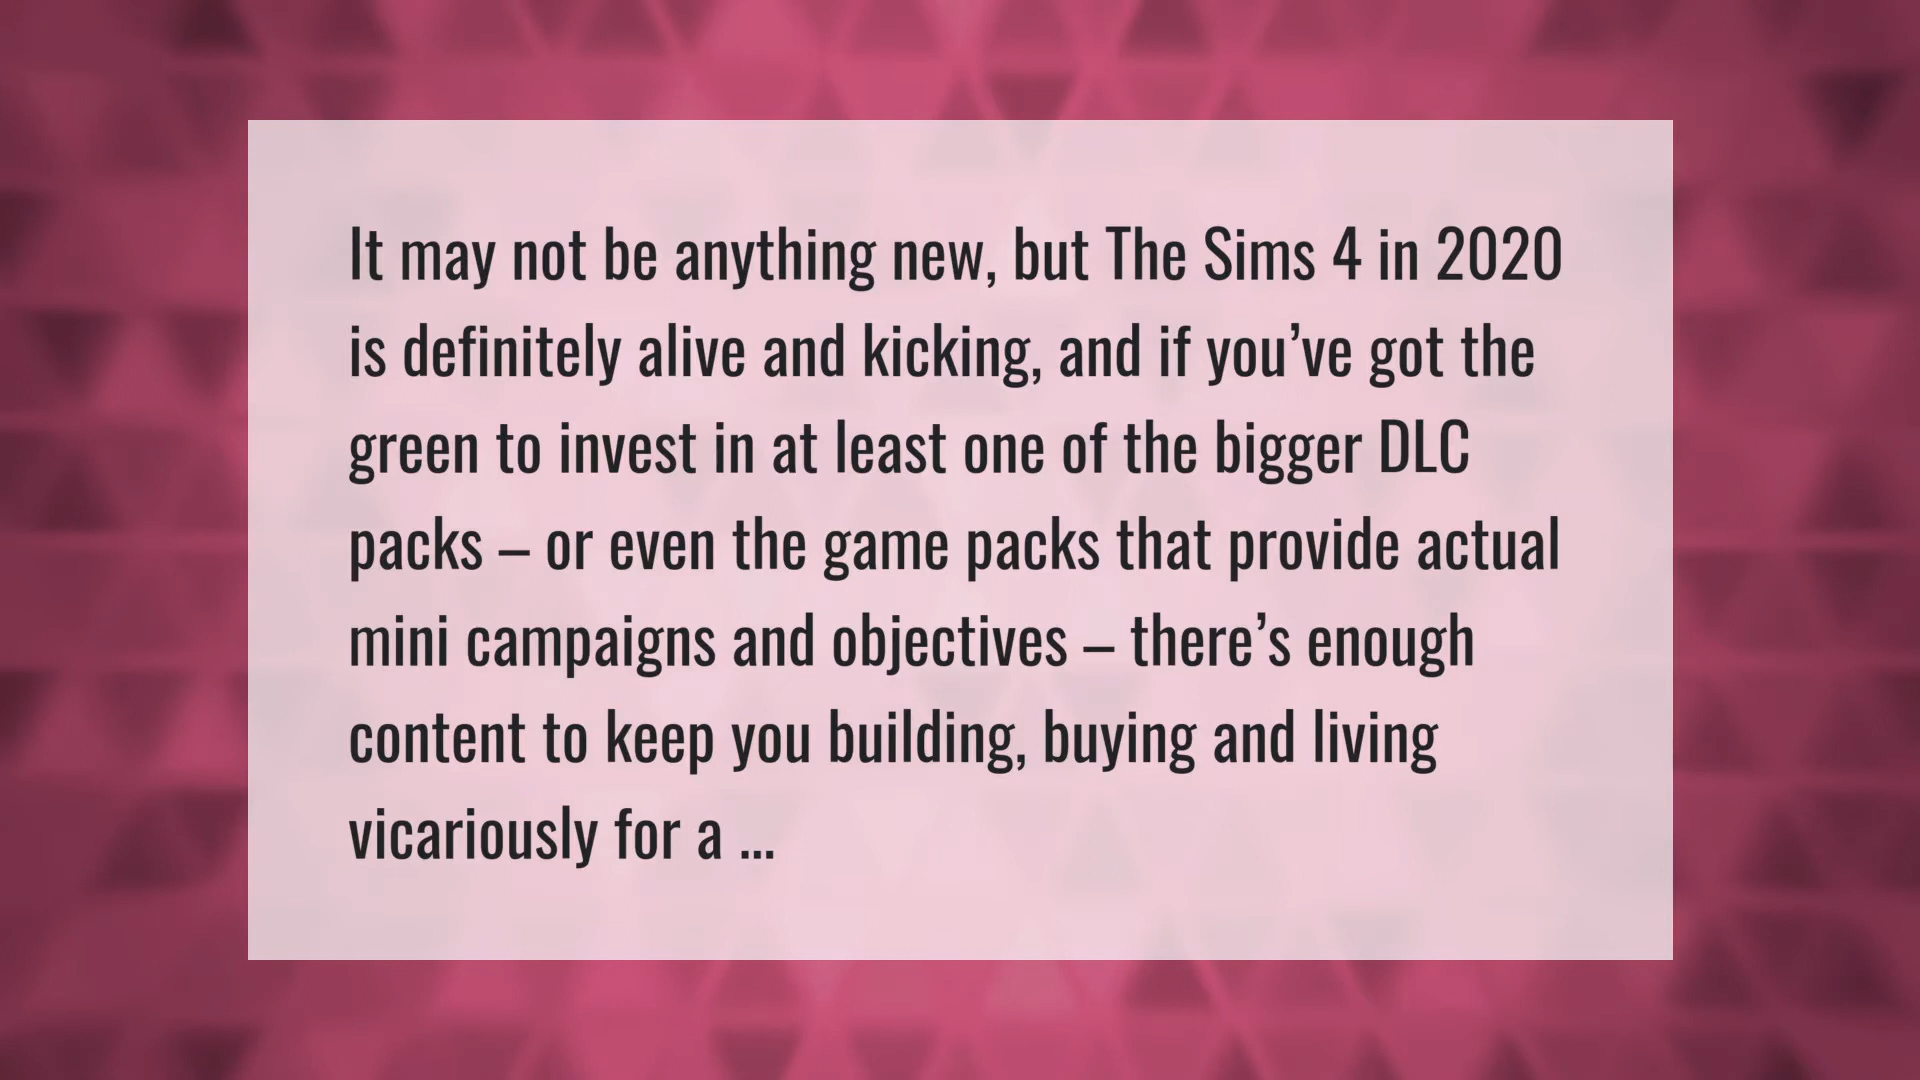 It may not be anything new, but The Sims 4 in 2020
is definitely alive and kicking, and if you’ve got the
green to invest in at least one of the bigger DLC
packs – or even the game packs that provide actual
mini campaigns and objectives – there’s enough
content to keep you building, buying and living
vicariously for a ...